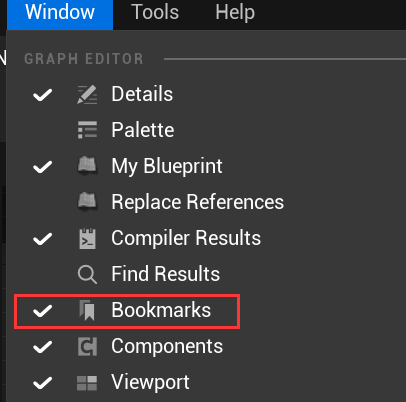 Window Tools Help
GRAPH EDITOR
Details
Palette
My Blueprint
Replace References
Compiler Results
Find Results
Bookmarks
Components
Viewport